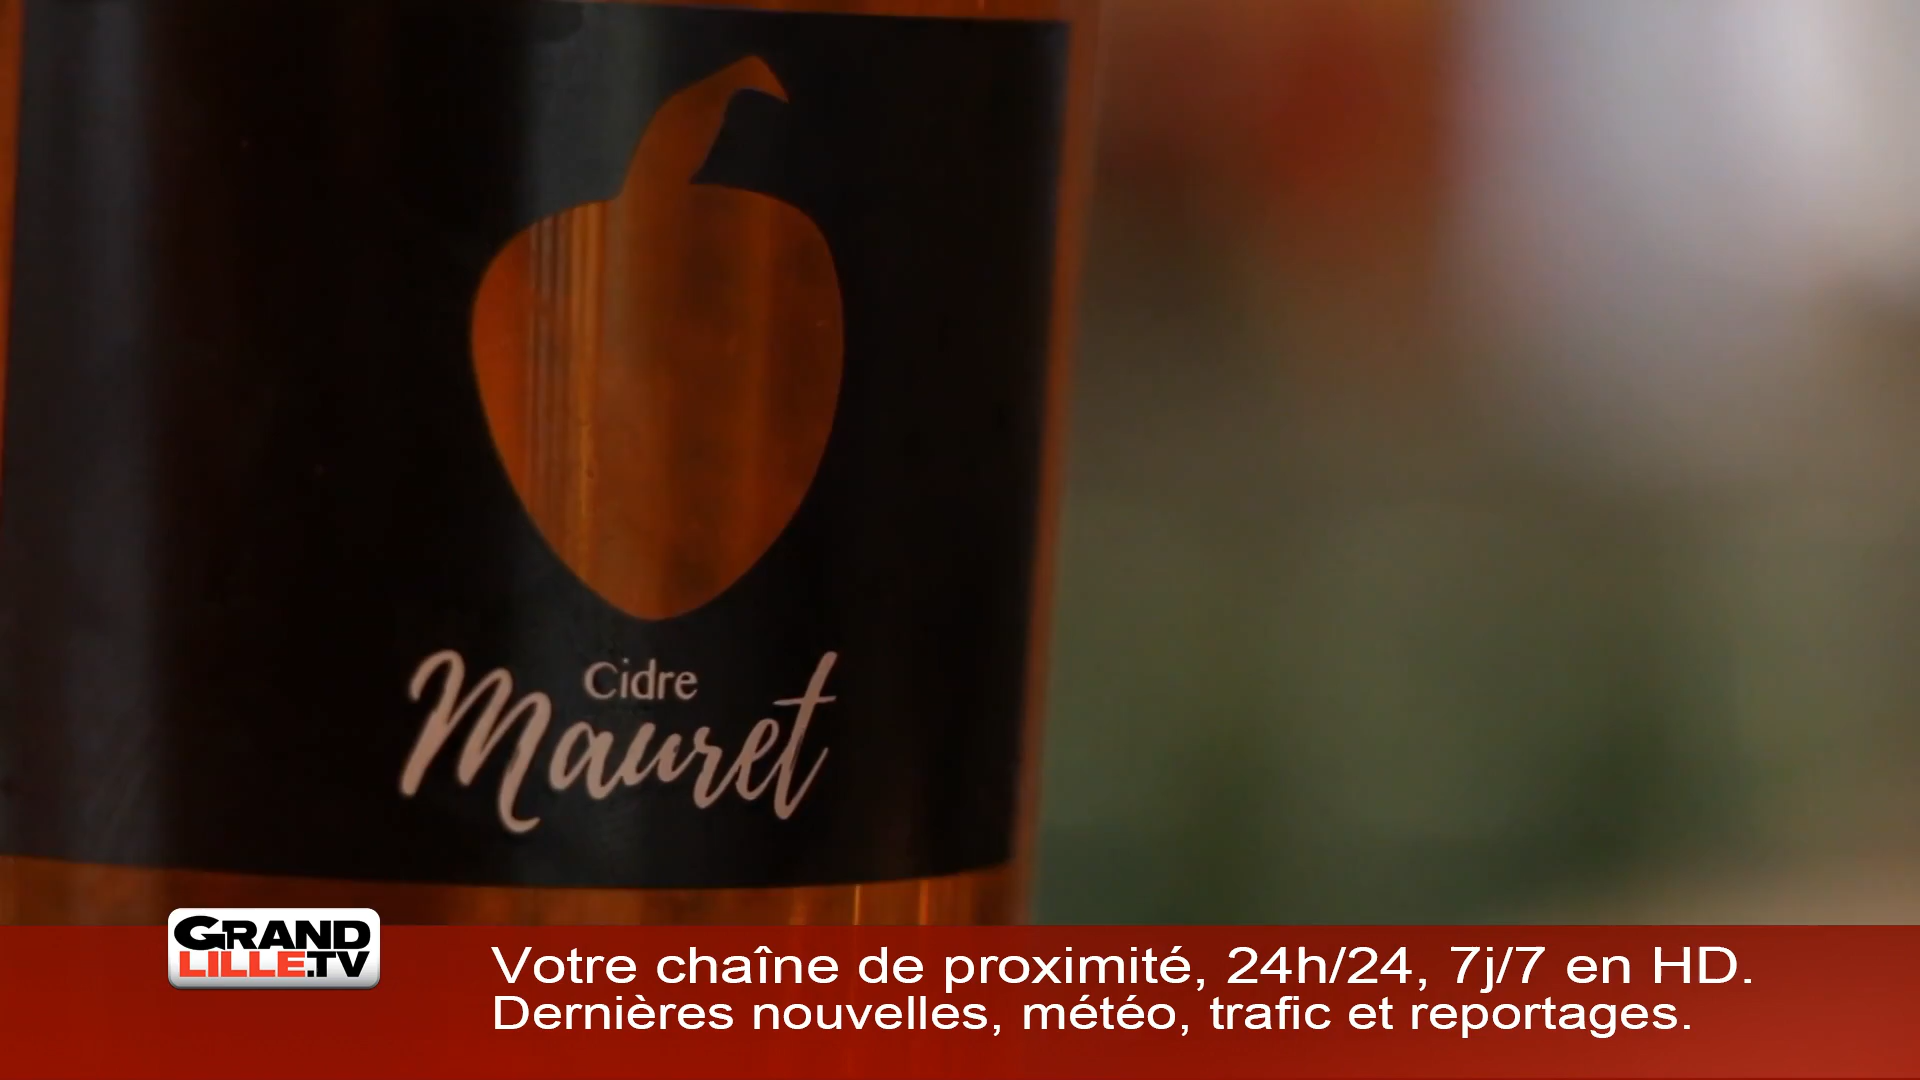 Cidre
Mauret
GRAND
LILLE.TV
Votre chaîne de proximité, 24h/24, 7j/7 en HD.
Dernières nouvelles, météo, trafic et reportages.